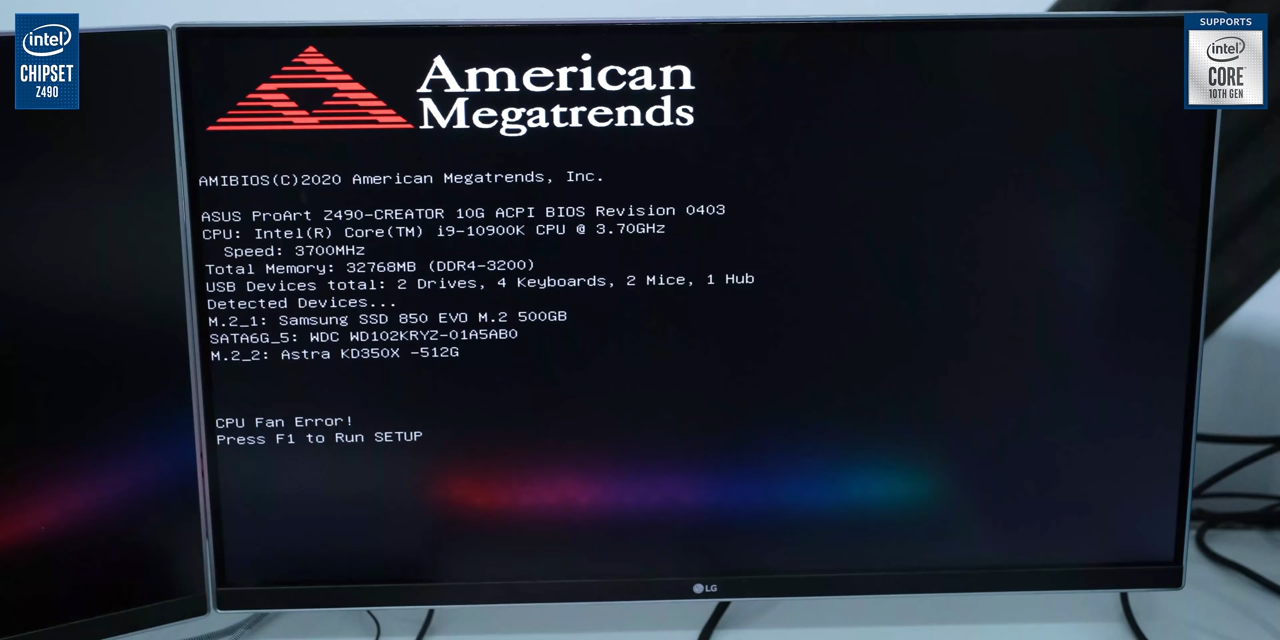 intel
CHIPSET
Z490
SUPPORTS
intel
CORE
10TH GEN
American
Megatrends
AMIBIOS(C)2020 American Megatrends, Inc.
ASUS ProArt Z490-CREATOR 10G ACPI BIOS Revision 0403
CPU: Intel(R) Core(TM) i9-10900K CPU @ 3.70GHz
Speed: 3700MHz
Total Memory: 32768MB (DDR4-3200)
USB Devices total: 2 Drives, 4 Keyboards, 2 Mice, 1 Hub
Detected Devices...
M.2_1: Samsung SSD 850 EVO M.2 500GB
SATA6G_5: WDC WD102KRYZ-01A5AB0
M.2_2: Astra KD350X -512G
CPU Fan Error!
Press F1 to Run SETUP
LG